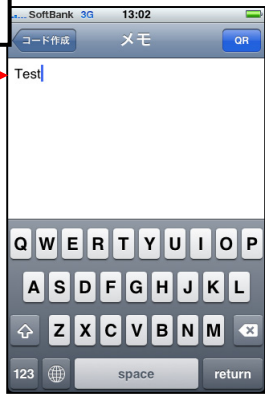 SoftBank 3G 13:02
コード作成 メモ QR
Test
Q W E R T Y U I O P
A S D F G H J K L
Z X C V B N M
123 space return